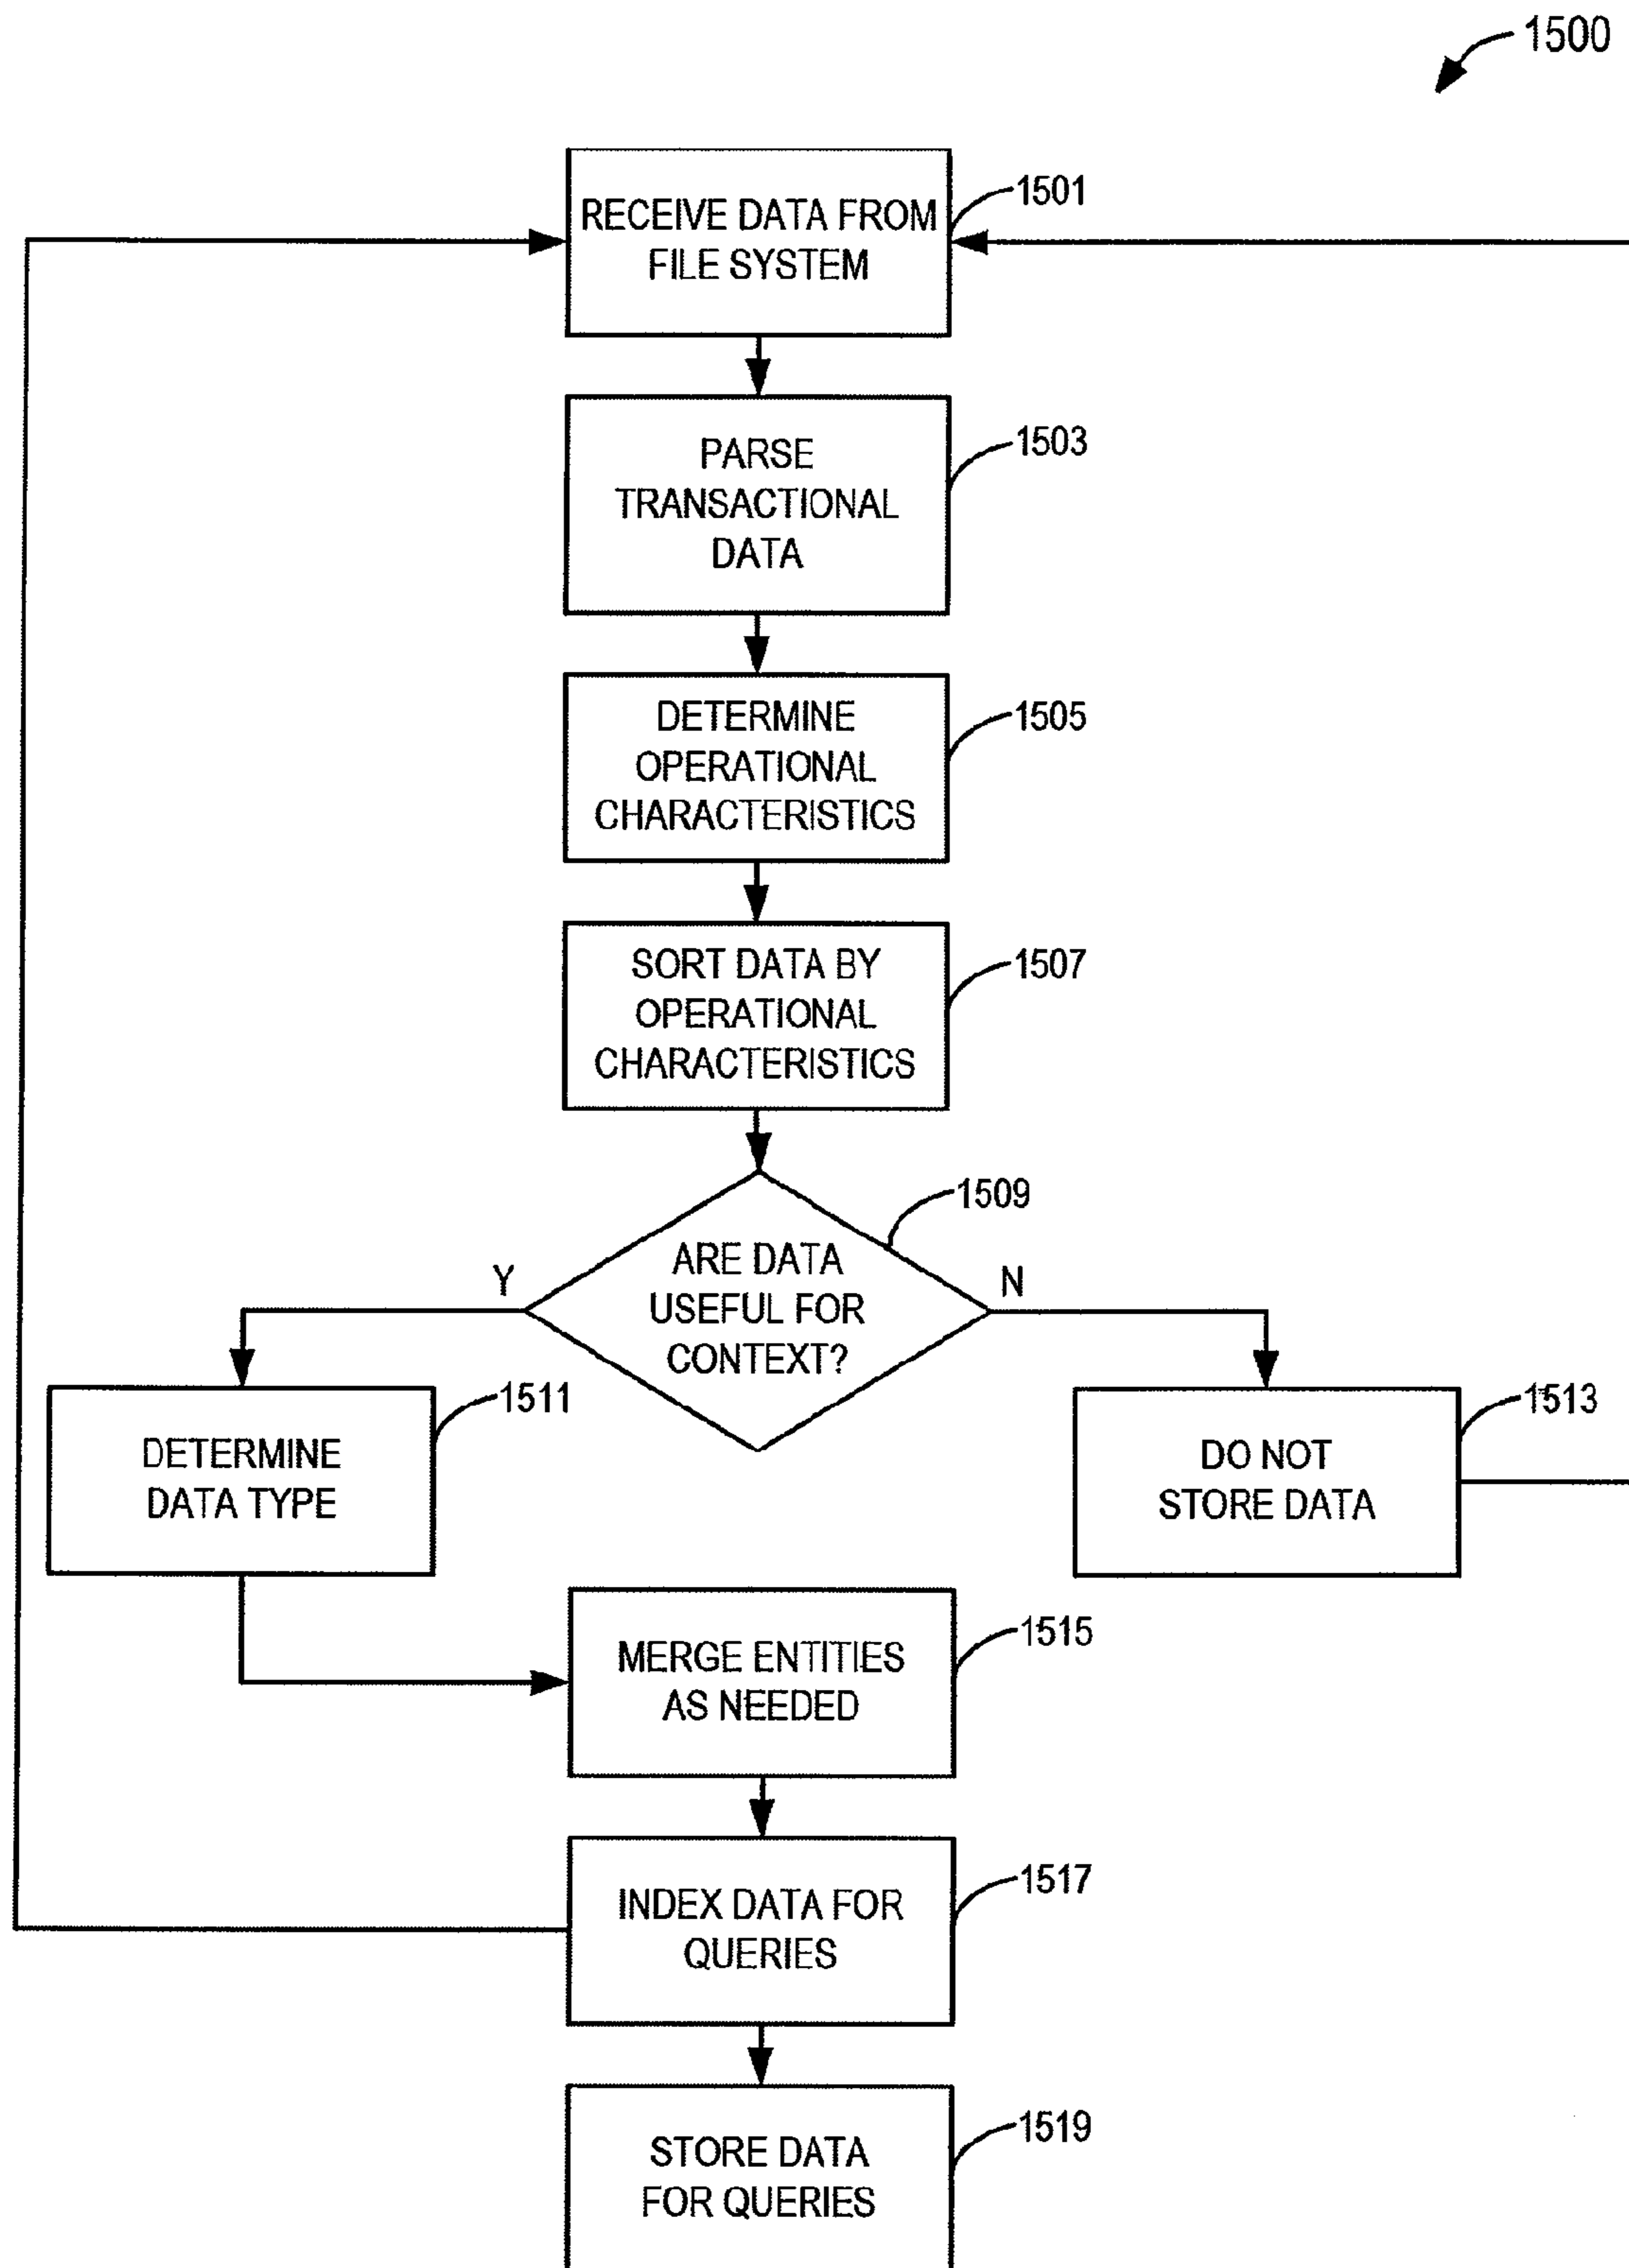 1500
RECEIVE DATA FROM
FILE SYSTEM
1501
PARSE
TRANSACTIONAL
DATA
1503
DETERMINE
OPERATIONAL
CHARACTERISTICS
1505
SORT DATA BY
OPERATIONAL
CHARACTERISTICS
1507
ARE DATA
USEFUL FOR
CONTEXT?
1509
Y
N
DETERMINE
DATA TYPE
1511
DO NOT
STORE DATA
1513
MERGE ENTITIES
AS NEEDED
1515
INDEX DATA FOR
QUERIES
1517
STORE DATA
FOR QUERIES
1519